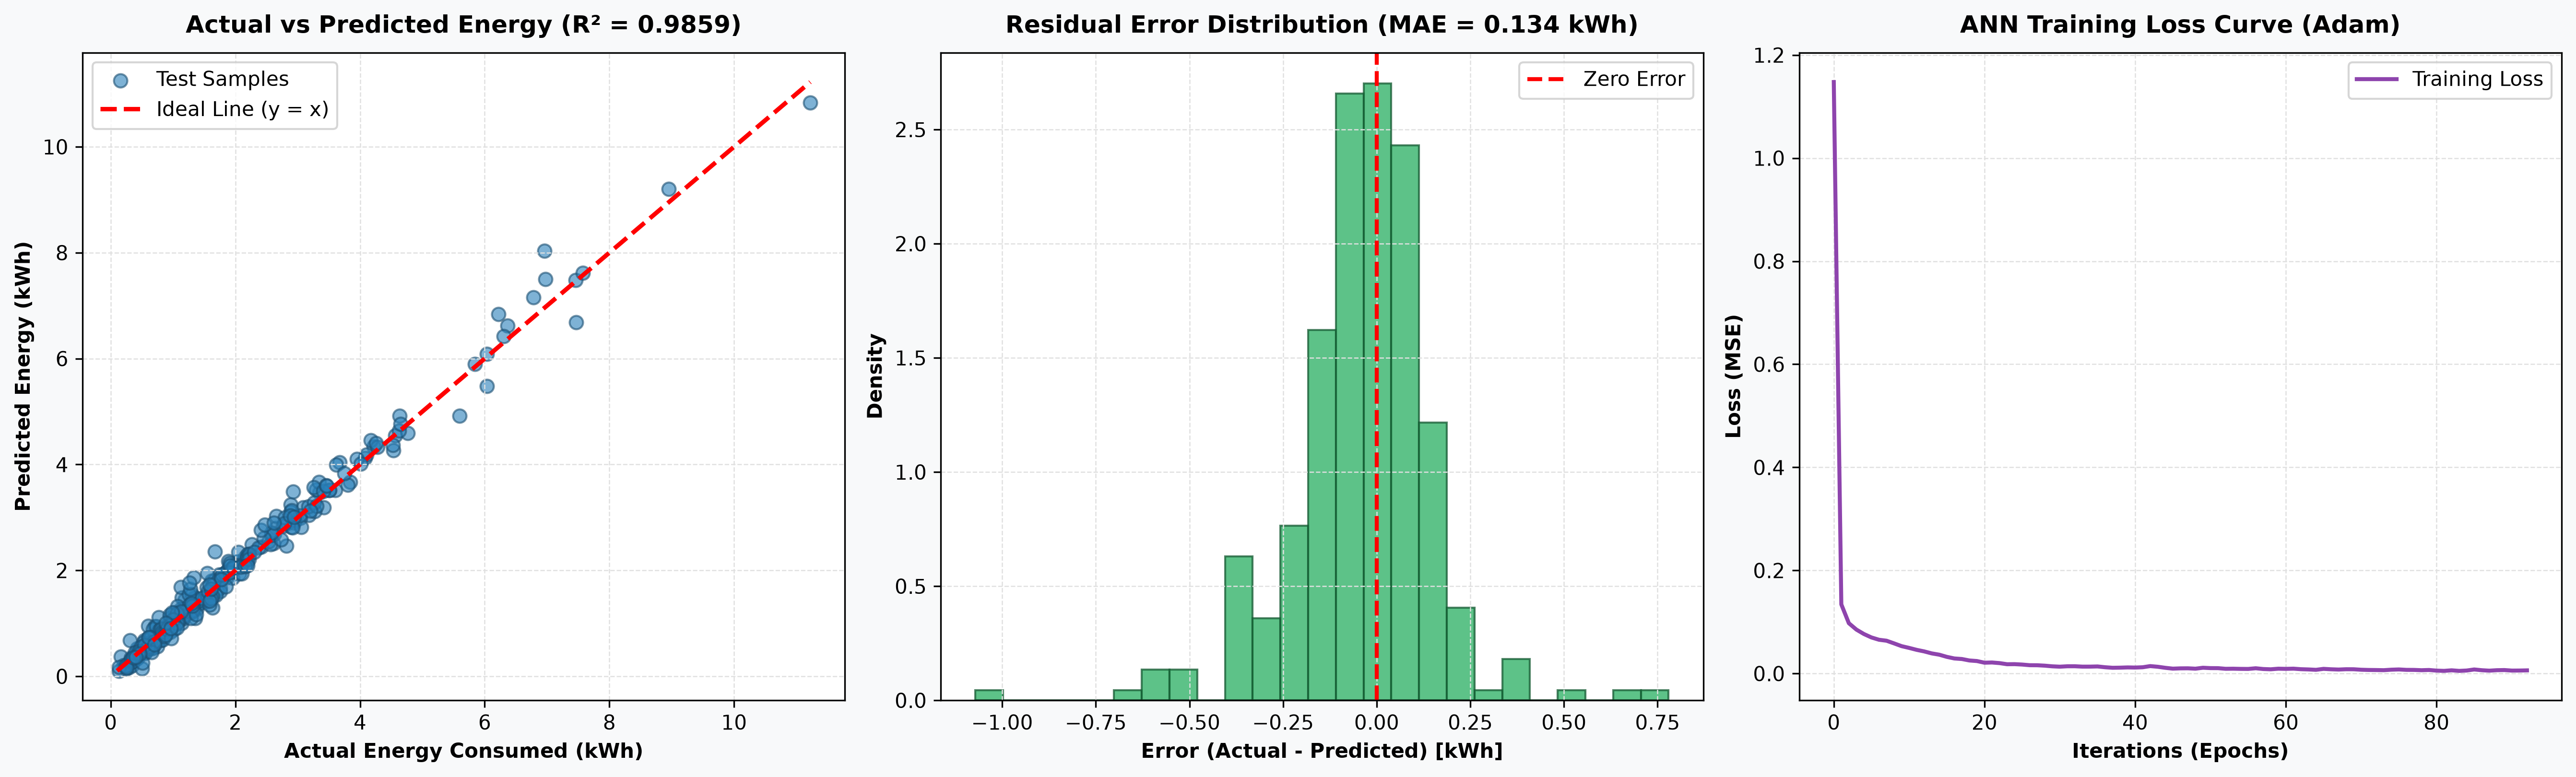 Actual vs Predicted Energy (R² = 0.9859)
Test Samples
Ideal Line (y = x)
10
8
6
4
2
0
Predicted Energy (kWh)
0 2 4 6 8 10
Actual Energy Consumed (kWh)
Residual Error Distribution (MAE = 0.134 kWh)
Zero Error
2.5
2.0
1.5
1.0
0.5
0.0
Density
−1.00 −0.75 −0.50 −0.25 0.00 0.25 0.50 0.75
Error (Actual - Predicted) [kWh]
ANN Training Loss Curve (Adam)
Training Loss
1.2
1.0
0.8
0.6
0.4
0.2
0.0
Loss (MSE)
0 20 40 60 80
Iterations (Epochs)